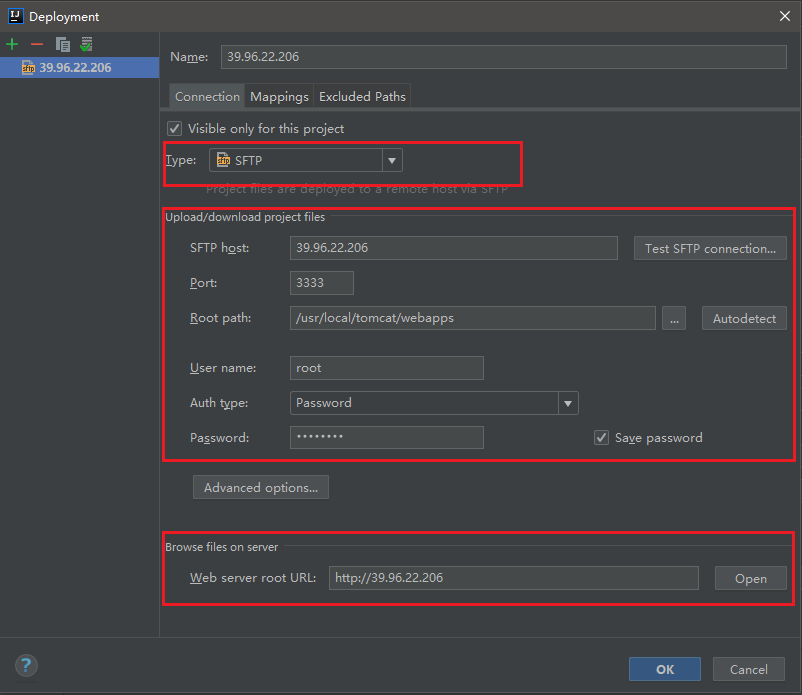 Deployment
39.96.22.206
Name: 39.96.22.206
Connection Mappings Excluded Paths
Visible only for this project
Type: SFTP
Project files are deployed to a remote host via SFTP
Upload/download project files
SFTP host: 39.96.22.206 Test SFTP connection...
Port: 3333
Root path: /usr/local/tomcat/webapps ... Autodetect
User name: root
Auth type: Password
Password: •••••••• Save password
Advanced options...
Browse files on server
Web server root URL: http://39.96.22.206 Open
? OK Cancel